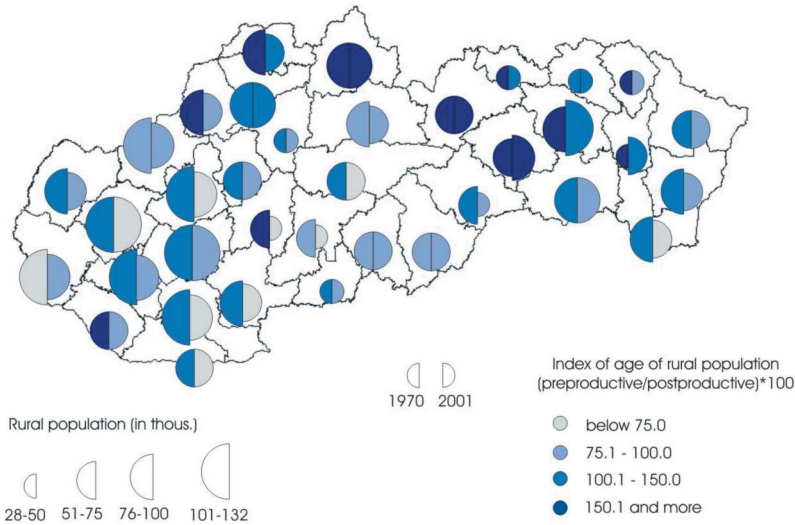 1970 2001
Index of age of rural population
(preproductive/postproductive)*100
below 75.0
75.1 - 100.0
100.1 - 150.0
150.1 and more
Rural population (in thous.)
28-50 51-75 76-100 101-132